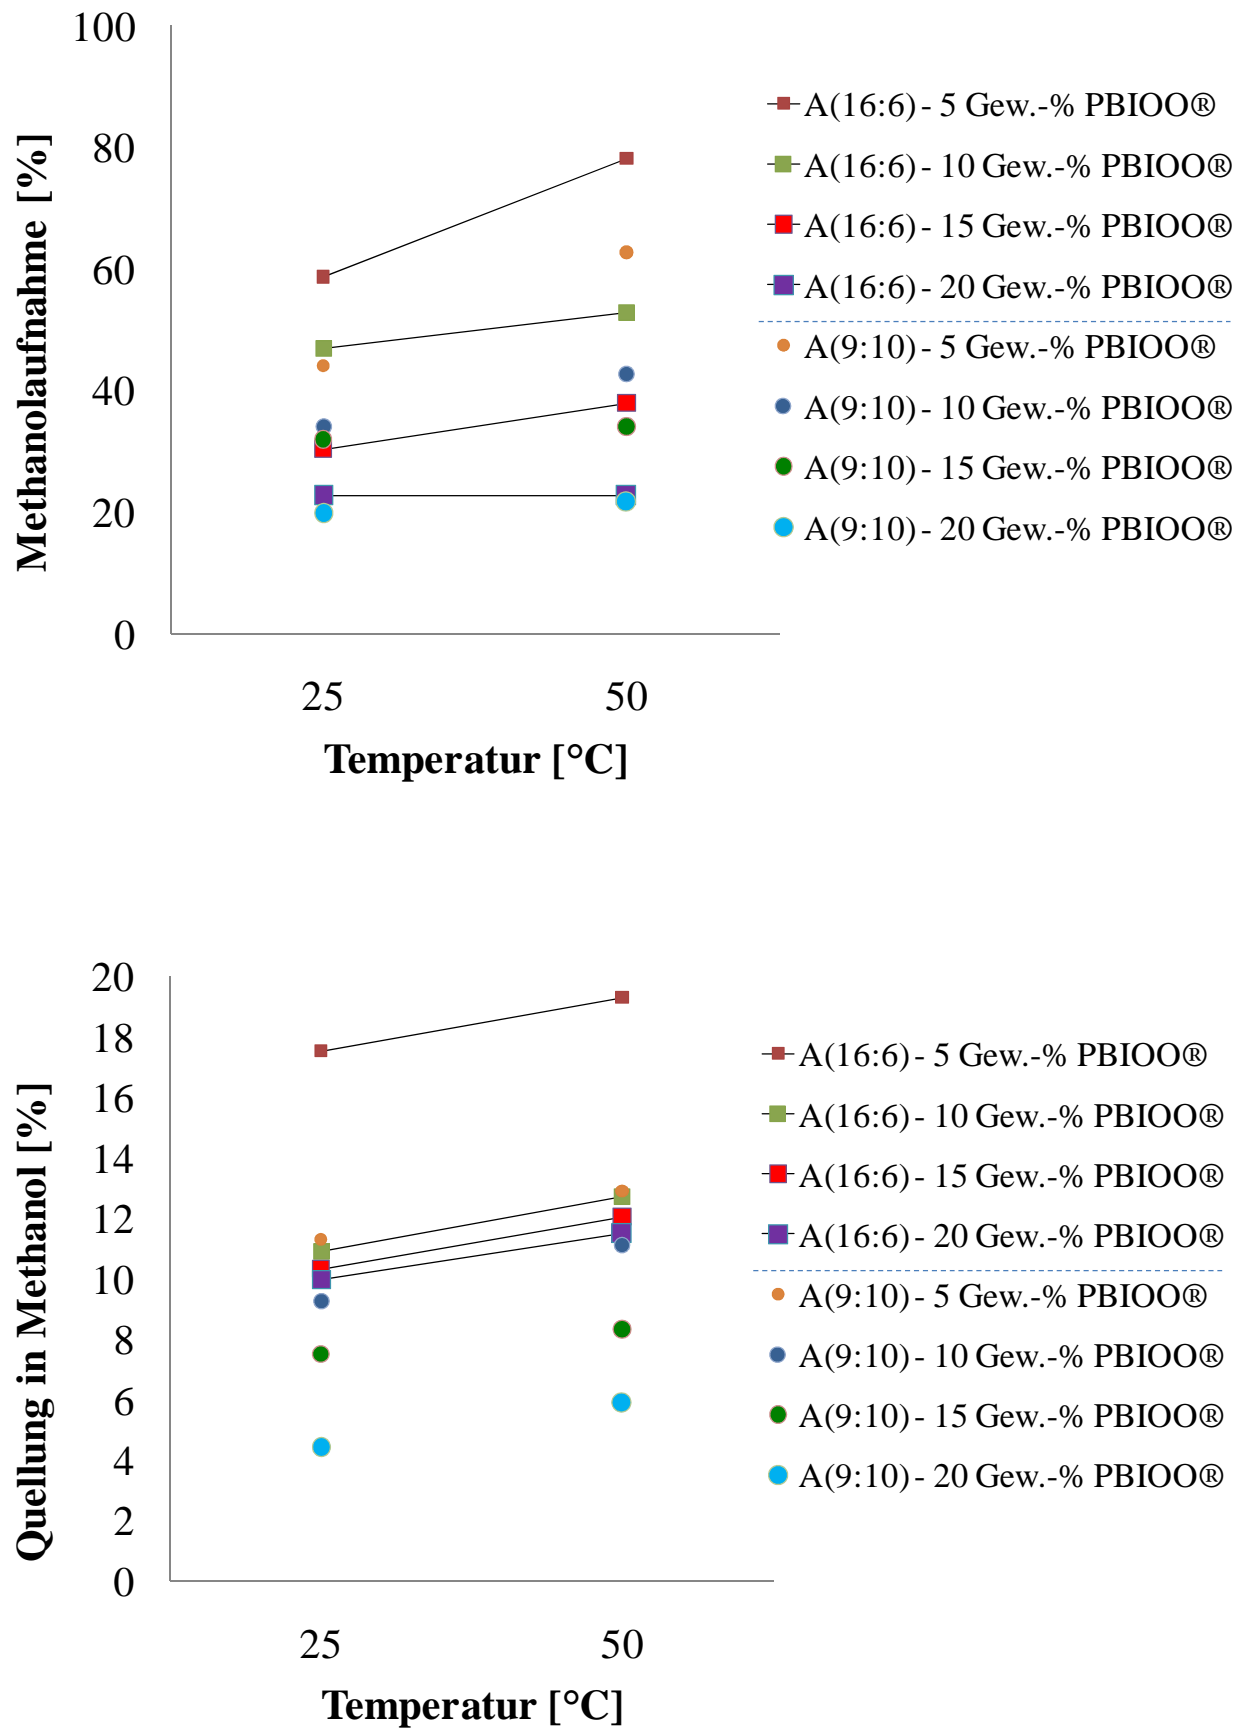 Methanolaufnahme [%]
100
80
60
40
20
0
25
50
Temperatur [°C]
A(16:6) - 5 Gew.-% PBIOO®
A(16:6) - 10 Gew.-% PBIOO®
A(16:6) - 15 Gew.-% PBIOO®
A(16:6) - 20 Gew.-% PBIOO®
A(9:10) - 5 Gew.-% PBIOO®
A(9:10) - 10 Gew.-% PBIOO®
A(9:10) - 15 Gew.-% PBIOO®
A(9:10) - 20 Gew.-% PBIOO®
Quellung in Methanol [%]
20
18
16
14
12
10
8
6
4
2
0
25
50
Temperatur [°C]
A(16:6) - 5 Gew.-% PBIOO®
A(16:6) - 10 Gew.-% PBIOO®
A(16:6) - 15 Gew.-% PBIOO®
A(16:6) - 20 Gew.-% PBIOO®
A(9:10) - 5 Gew.-% PBIOO®
A(9:10) - 10 Gew.-% PBIOO®
A(9:10) - 15 Gew.-% PBIOO®
A(9:10) - 20 Gew.-% PBIOO®